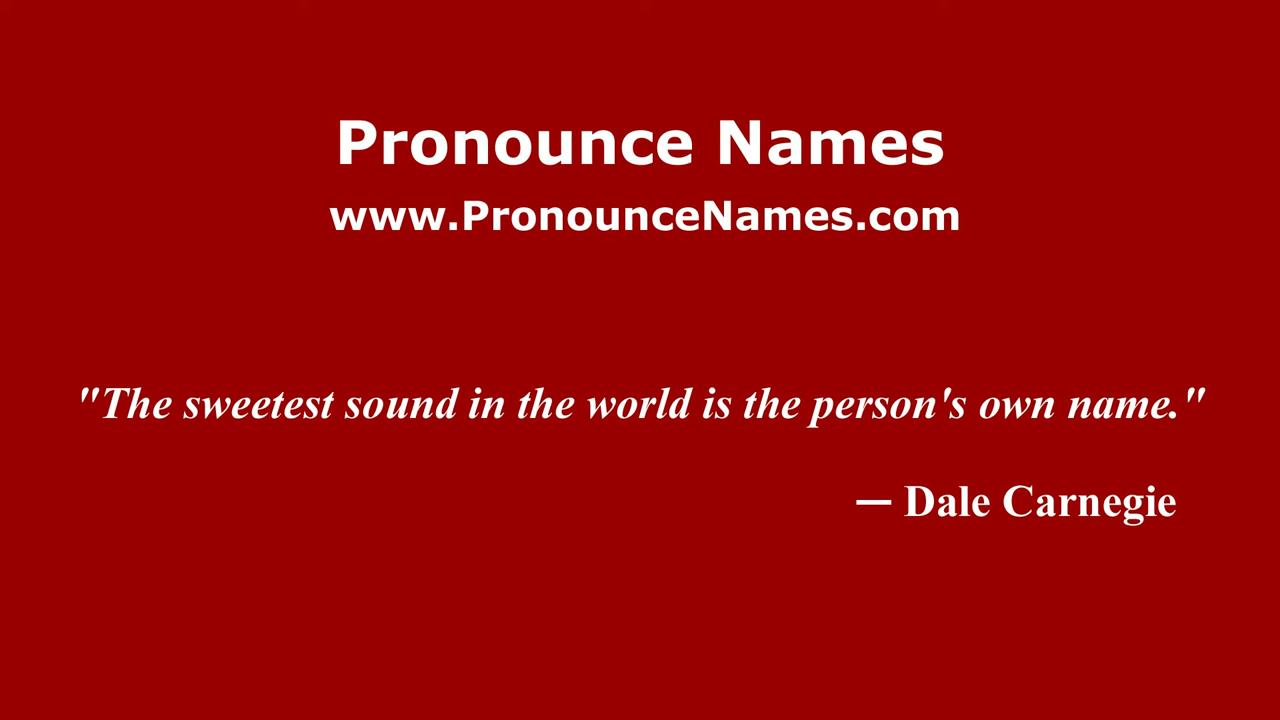 Pronounce Names
www.PronounceNames.com
"The sweetest sound in the world is the person's own name."
— Dale Carnegie